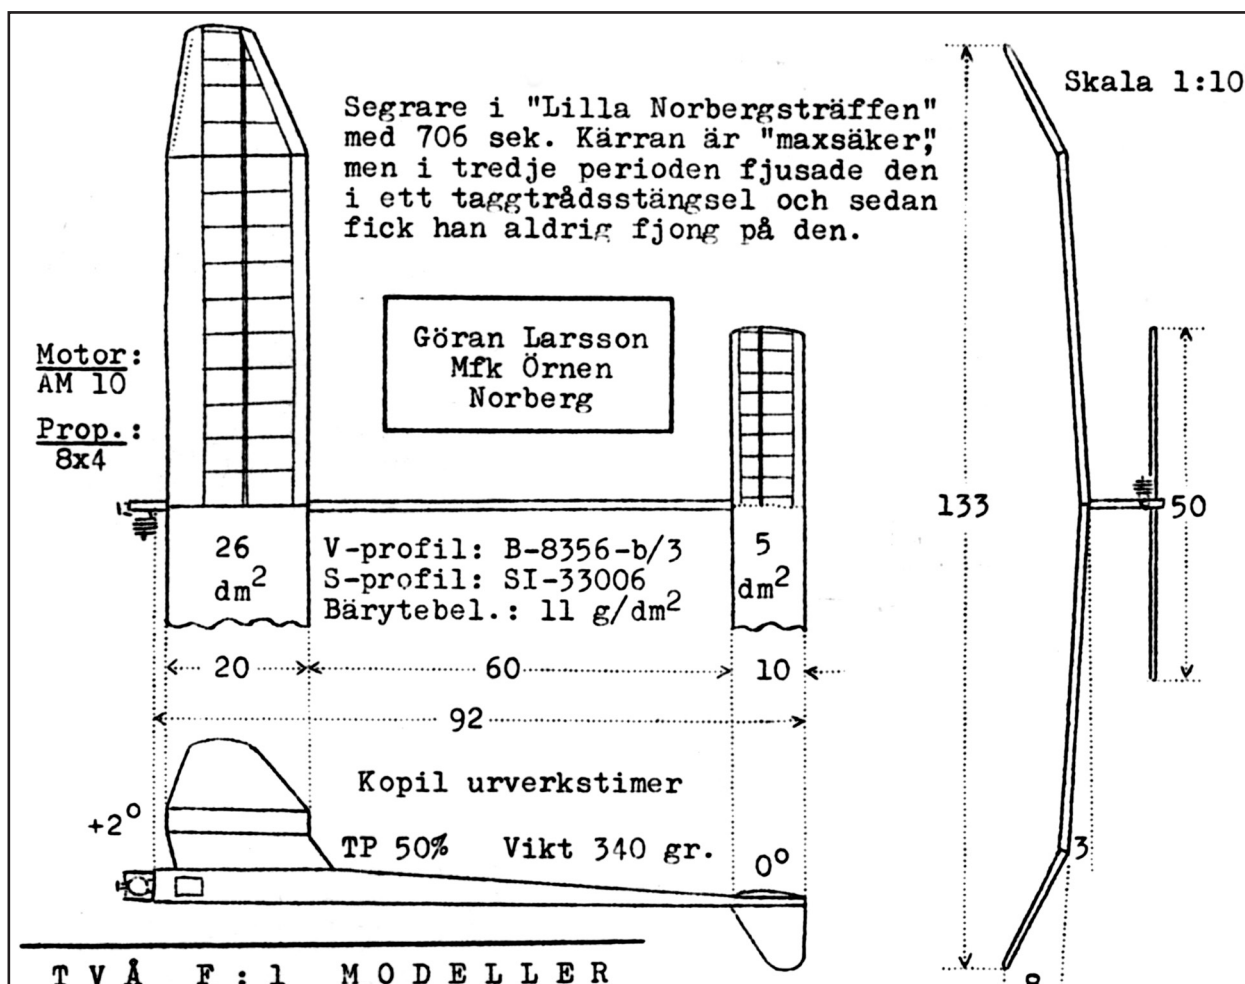 Skala 1:10
Segrare i "Lilla Norbergsträffen"
med 706 sek. Kärran är "maxsäker",
men i tredje perioden fjusade den
i ett taggtrådsstängsel och sedan
fick han aldrig fjong på den.
Göran Larsson
Mfk Örnen
Norberg
Motor:
AM 10
Prop.:
8x4
133
50
26
dm2
V-profil: B-8356-b/3
S-profil: SI-33006
Bärytebel.: 11 g/dm2
5
dm2
20
60
10
92
Kopil urverkstimer
+2°
TP 50% Vikt 340 gr.
0°
3
8
TVÅ F:1 MODELLER